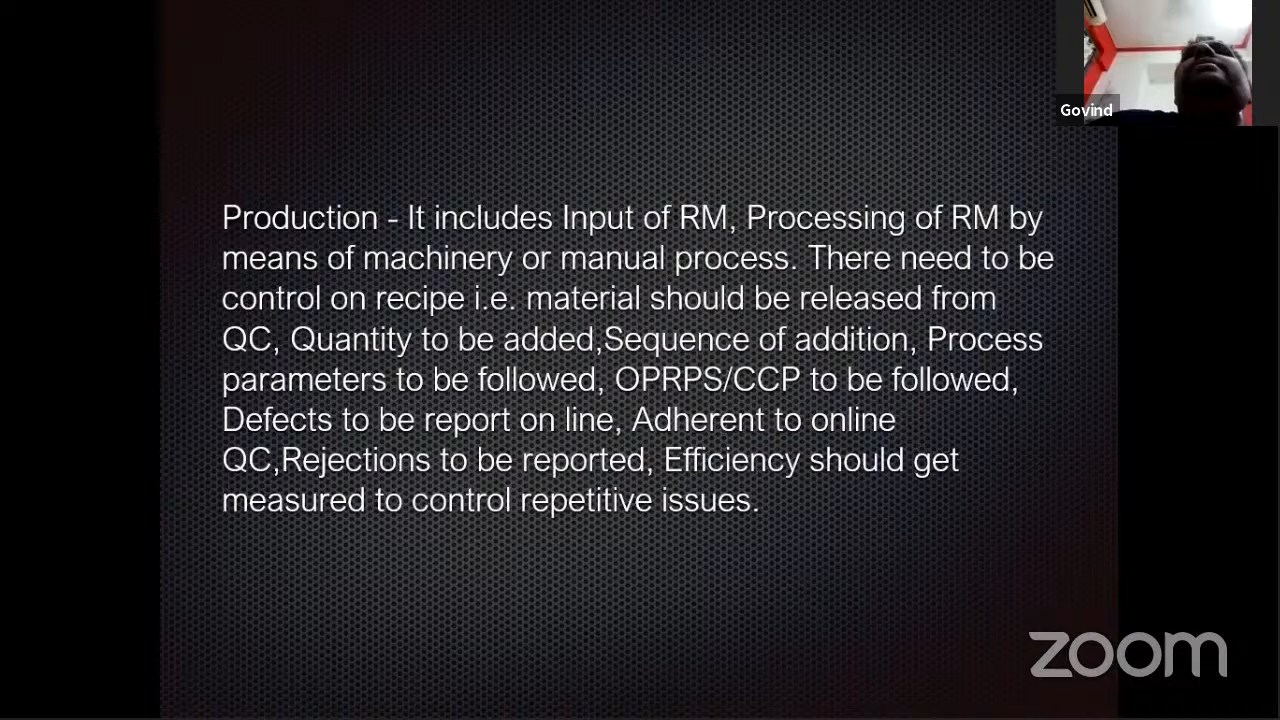 Govind
Production - It includes Input of RM, Processing of RM by
means of machinery or manual process. There need to be
control on recipe i.e. material should be released from
QC, Quantity to be added,Sequence of addition, Process
parameters to be followed, OPRPS/CCP to be followed,
Defects to be report on line, Adherent to online
QC,Rejections to be reported, Efficiency should get
measured to control repetitive issues.
zoom